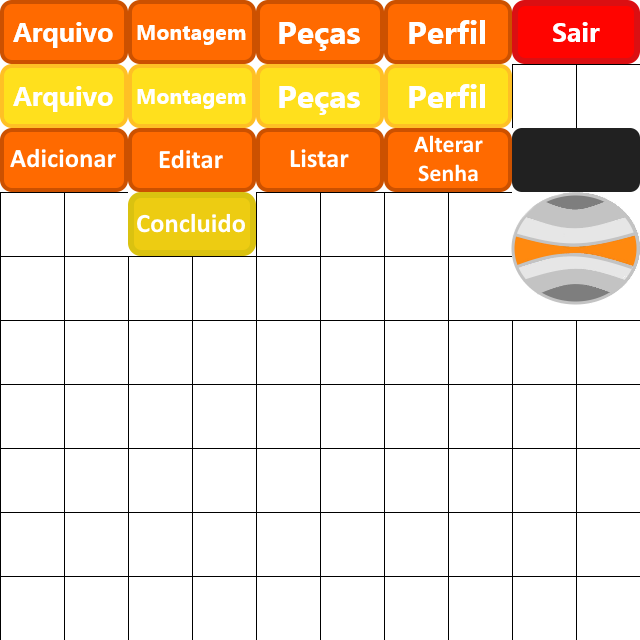 Arquivo Montagem Peças Perfil Sair
Arquivo Montagem Peças Perfil
Adicionar Editar Listar Alterar
Senha
Concluido